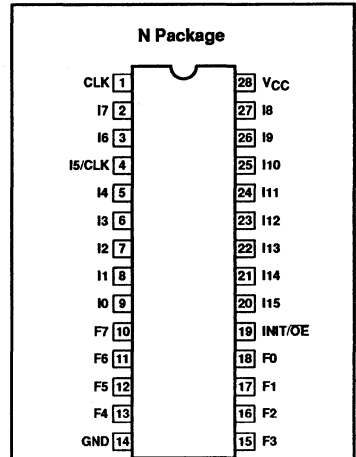 N Package
CLK 1 28 VCC
I7 2 27 I8
I6 3 26 I9
I5/CLK 4 25 I10
I4 5 24 I11
I3 6 23 I12
I2 7 22 I13
I1 8 21 I14
I0 9 20 I15
F7 10 19 INIT/O̅E̅
F6 11 18 F0
F5 12 17 F1
F4 13 16 F2
GND 14 15 F3